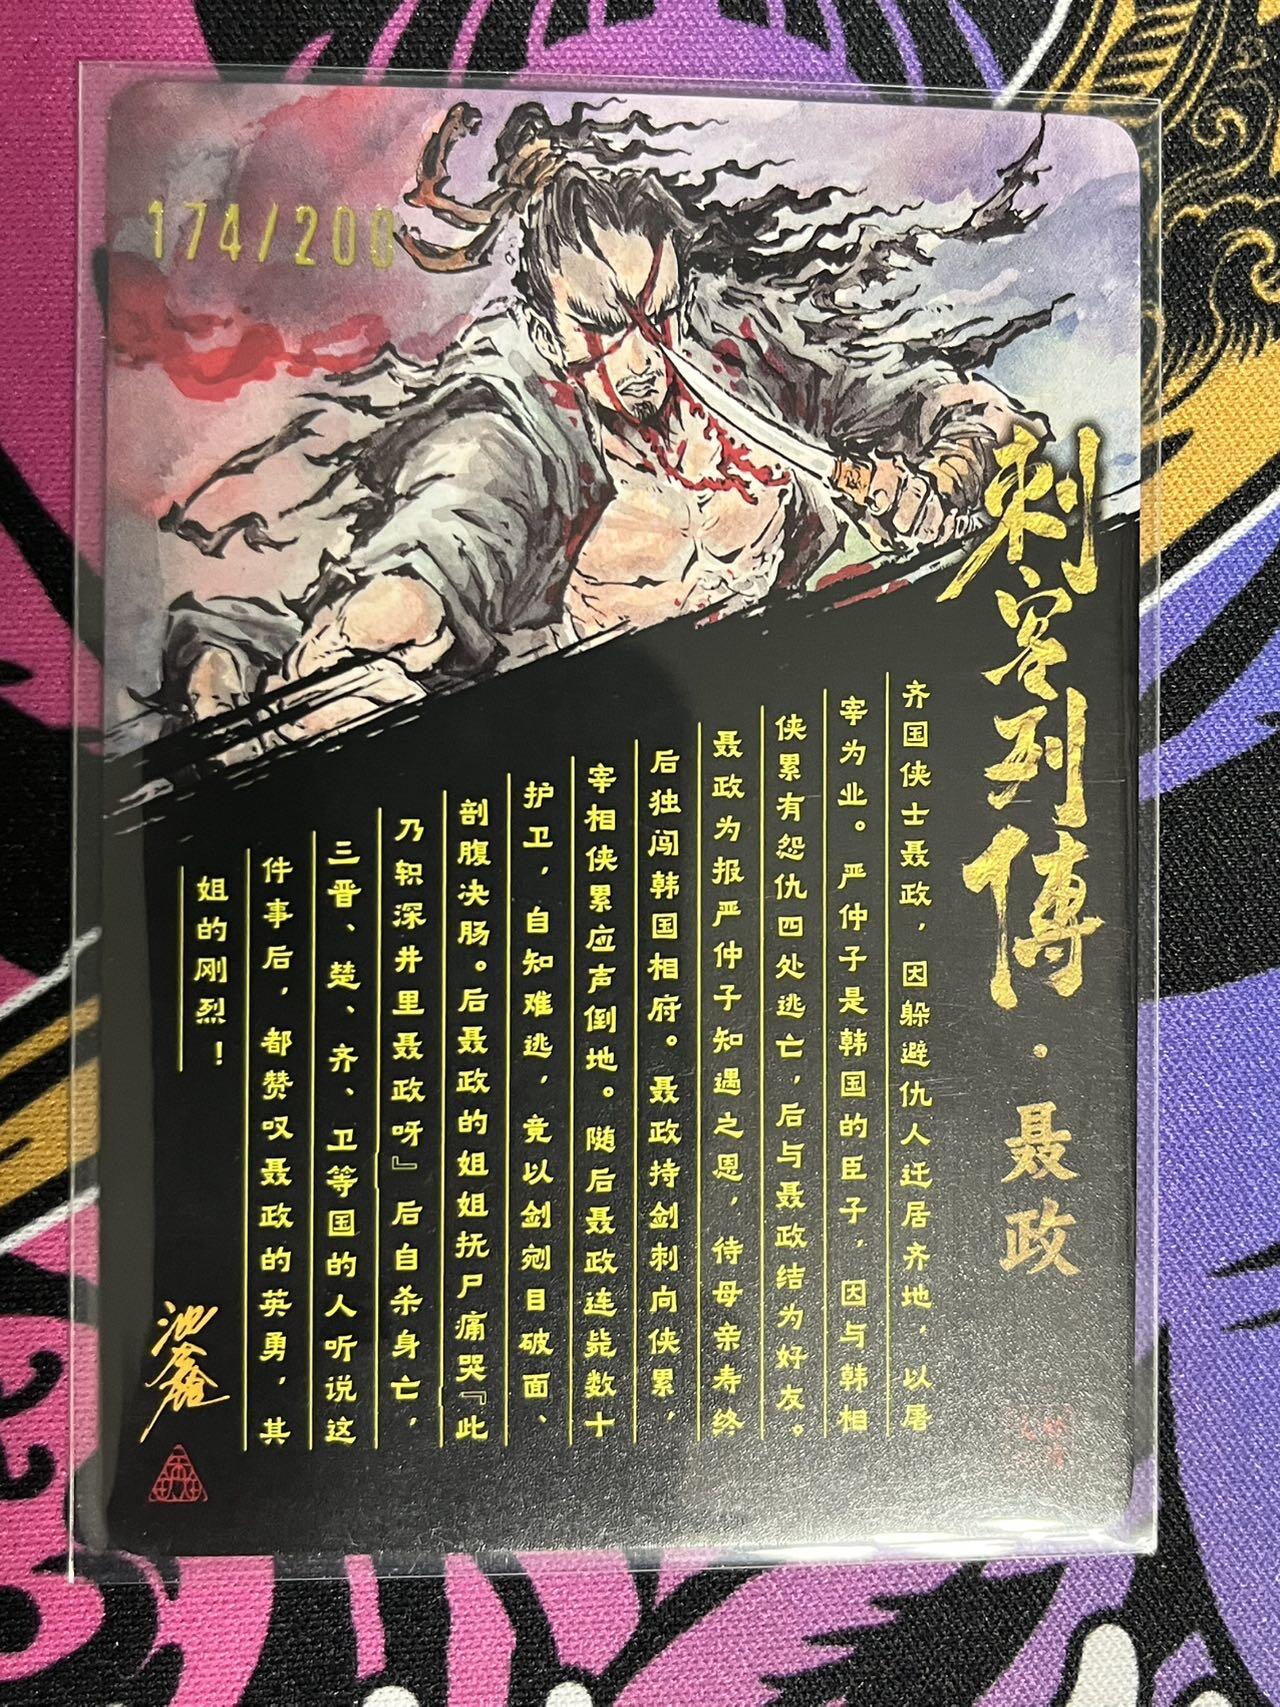 174/200
刺客列傳·聂政
齐国侠士聂政，因躲避仇人迁居齐地，以屠
宰为业。严仲子是韩国的臣子，因与韩相
侠累有怨仇四处逃亡，后与聂政结为好友。
聂政为报严仲子知遇之恩，待母亲寿终
后独闯韩国相府。聂政持剑刺向侠累，
宰相侠累应声倒地。随后聂政连毙数十
护卫，自知难逃，竟以剑剜目破面、
剖腹决肠。后聂政的姐姐抚尸痛哭『此
乃轵深井里聂政呀』后自杀身亡，
三晋、楚、齐、卫等国的人听说这
件事后，都赞叹聂政的英勇，其
姐的刚烈！
池鑫